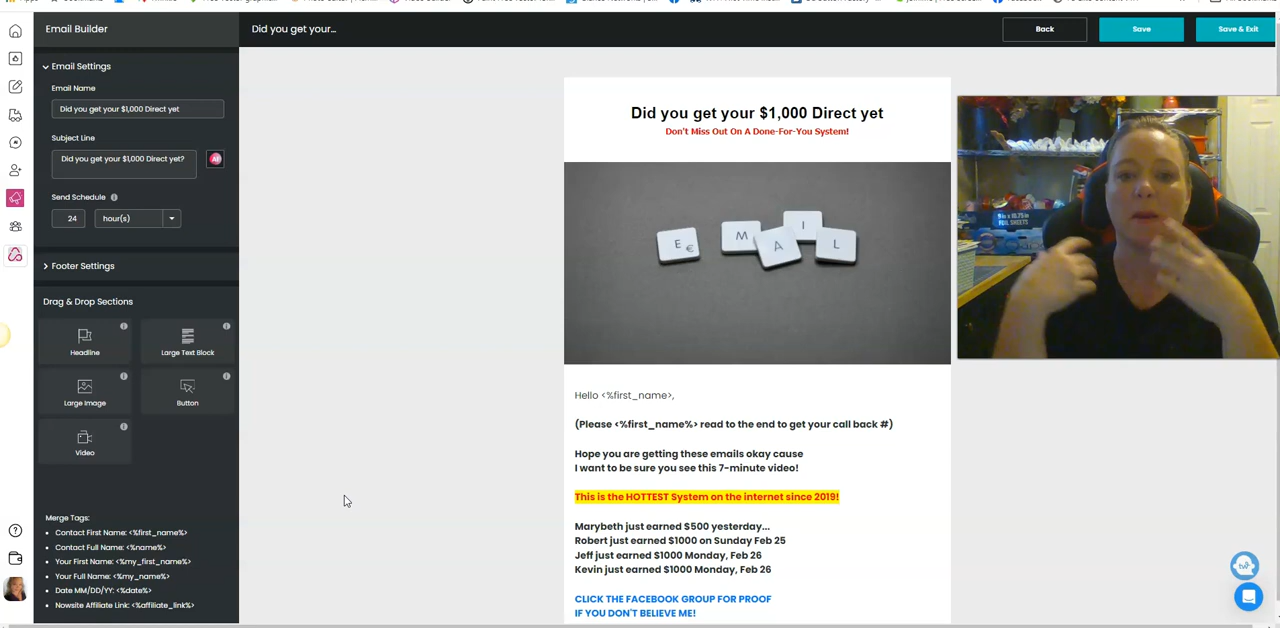 Email Builder
Did you get your...
Back
Save
Save & Exit
Email Settings
Email Name
Did you get your $1,000 Direct yet
Subject Line
Did you get your $1,000 Direct yet?
Send Schedule
24
hour(s)
Footer Settings
Drag & Drop Sections
Headline
Large Text Block
Large Image
Button
Video
Merge Tags:
Contact First Name: <%first_name%>
Contact Full Name: <%name%>
Your First Name: <%my_first_name%>
Your Full Name: <%my_name%>
Date MM/DD/YY: <%date%>
Nowsite Affiliate Link: <%affiliate_link%>
Did you get your $1,000 Direct yet
Don't Miss Out On A Done-For-You System!
E € M A I L
Hello <%first_name>,
(Please <%first_name%> read to the end to get your call back #)
Hope you are getting these emails okay cause
I want to be sure you see this 7-minute video!
This is the HOTTEST System on the internet since 2019!
Marybeth just earned $500 yesterday...
Robert just earned $1000 on Sunday Feb 25
Jeff just earned $1000 Monday, Feb 26
Kevin just earned $1000 Monday, Feb 26
CLICK THE FACEBOOK GROUP FOR PROOF
IF YOU DON'T BELIEVE ME!
9 in x 10.75 in
FOIL SHEETS